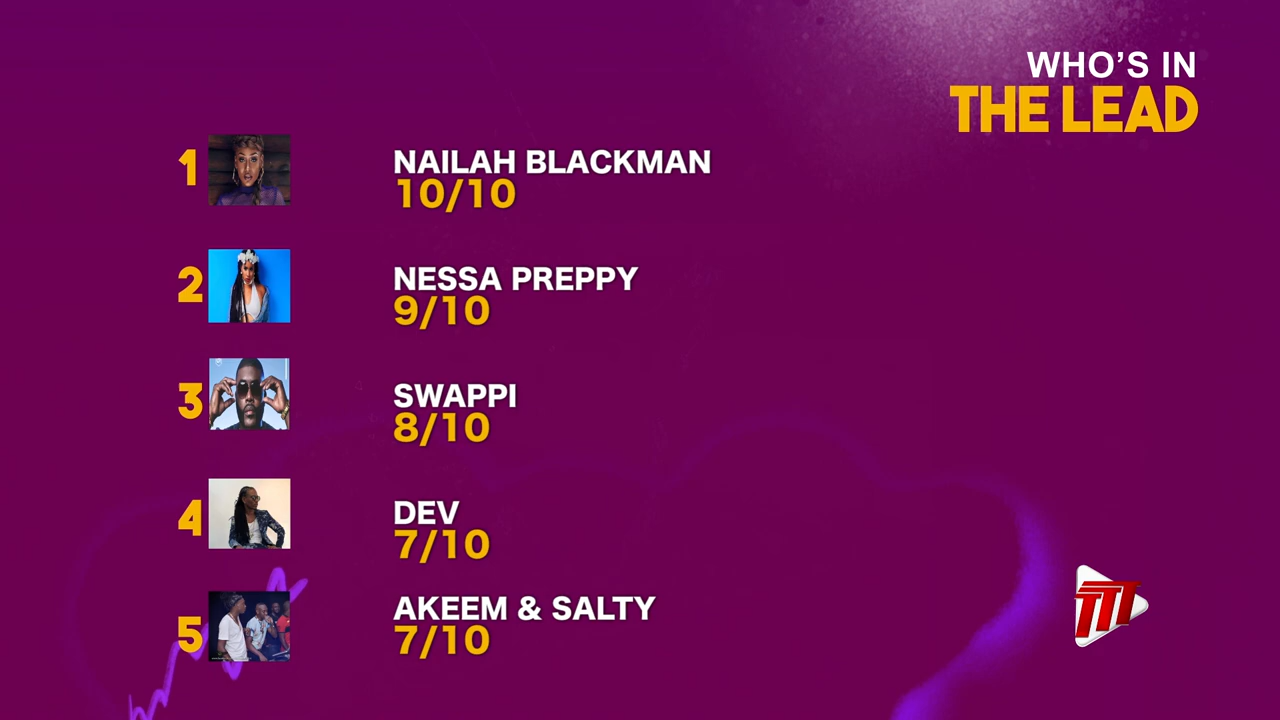 WHO'S IN
THE LEAD
1
NAILAH BLACKMAN
10/10
2
NESSA PREPPY
9/10
3
SWAPPI
8/10
4
DEV
7/10
5
AKEEM & SALTY
7/10
TTT